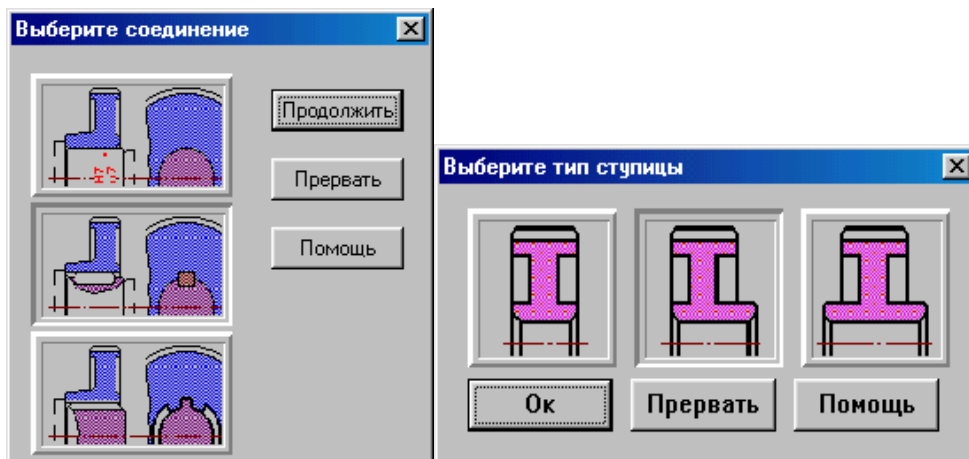 Выберите соединение
Продолжить
Прервать
Помощь
Выберите тип ступицы
Ок
Прервать
Помощь